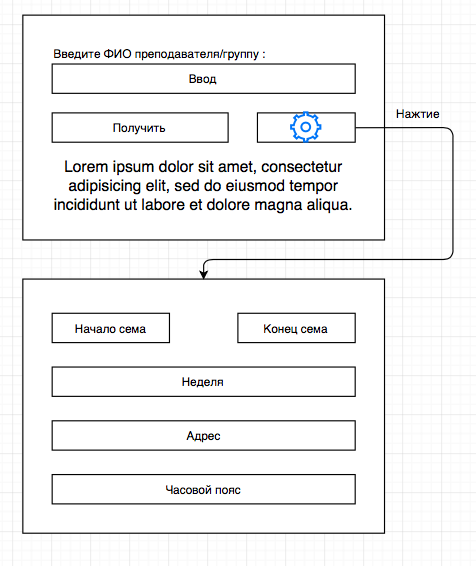 Введите ФИО преподавателя/группу :
Ввод
Получить
Нажтие
Lorem ipsum dolor sit amet, consectetur
adipisicing elit, sed do eiusmod tempor
incididunt ut labore et dolore magna aliqua.
Начало сема
Конец сема
Неделя
Адрес
Часовой пояс